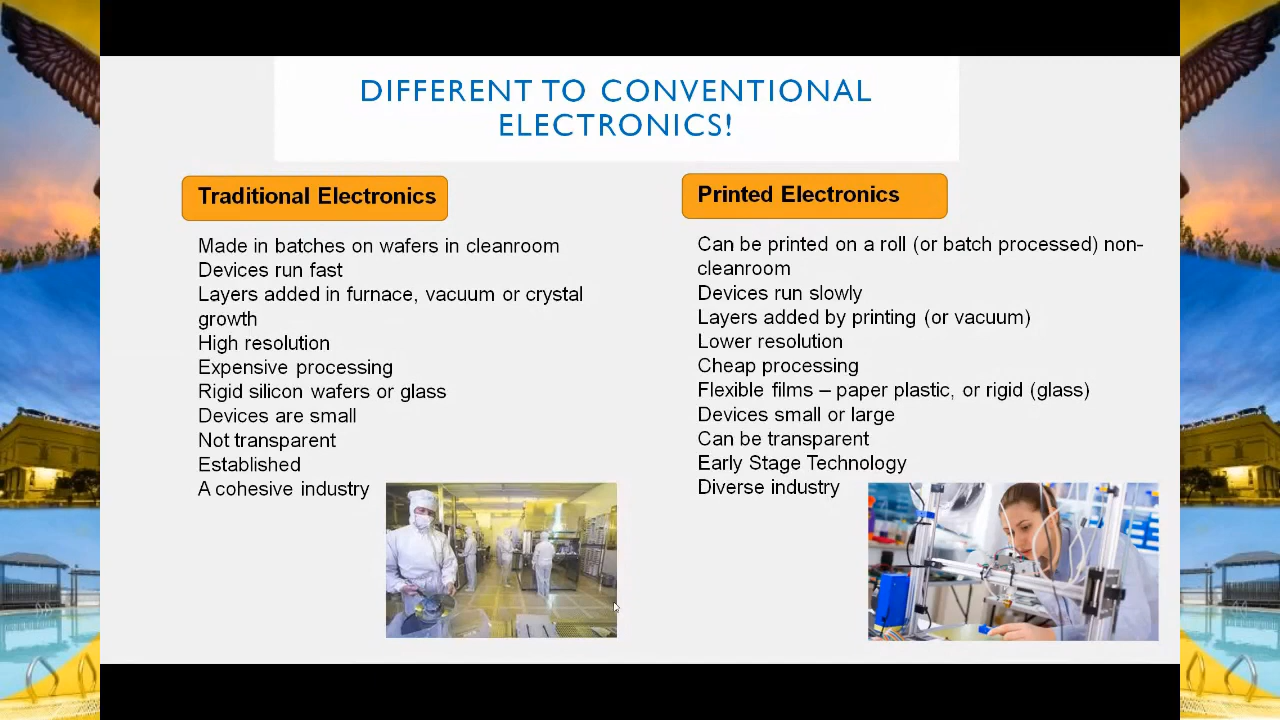 DIFFERENT TO CONVENTIONAL
ELECTRONICS!
Traditional Electronics
Made in batches on wafers in cleanroom
Devices run fast
Layers added in furnace, vacuum or crystal
growth
High resolution
Expensive processing
Rigid silicon wafers or glass
Devices are small
Not transparent
Established
A cohesive industry
Printed Electronics
Can be printed on a roll (or batch processed) non-
cleanroom
Devices run slowly
Layers added by printing (or vacuum)
Lower resolution
Cheap processing
Flexible films – paper plastic, or rigid (glass)
Devices small or large
Can be transparent
Early Stage Technology
Diverse industry